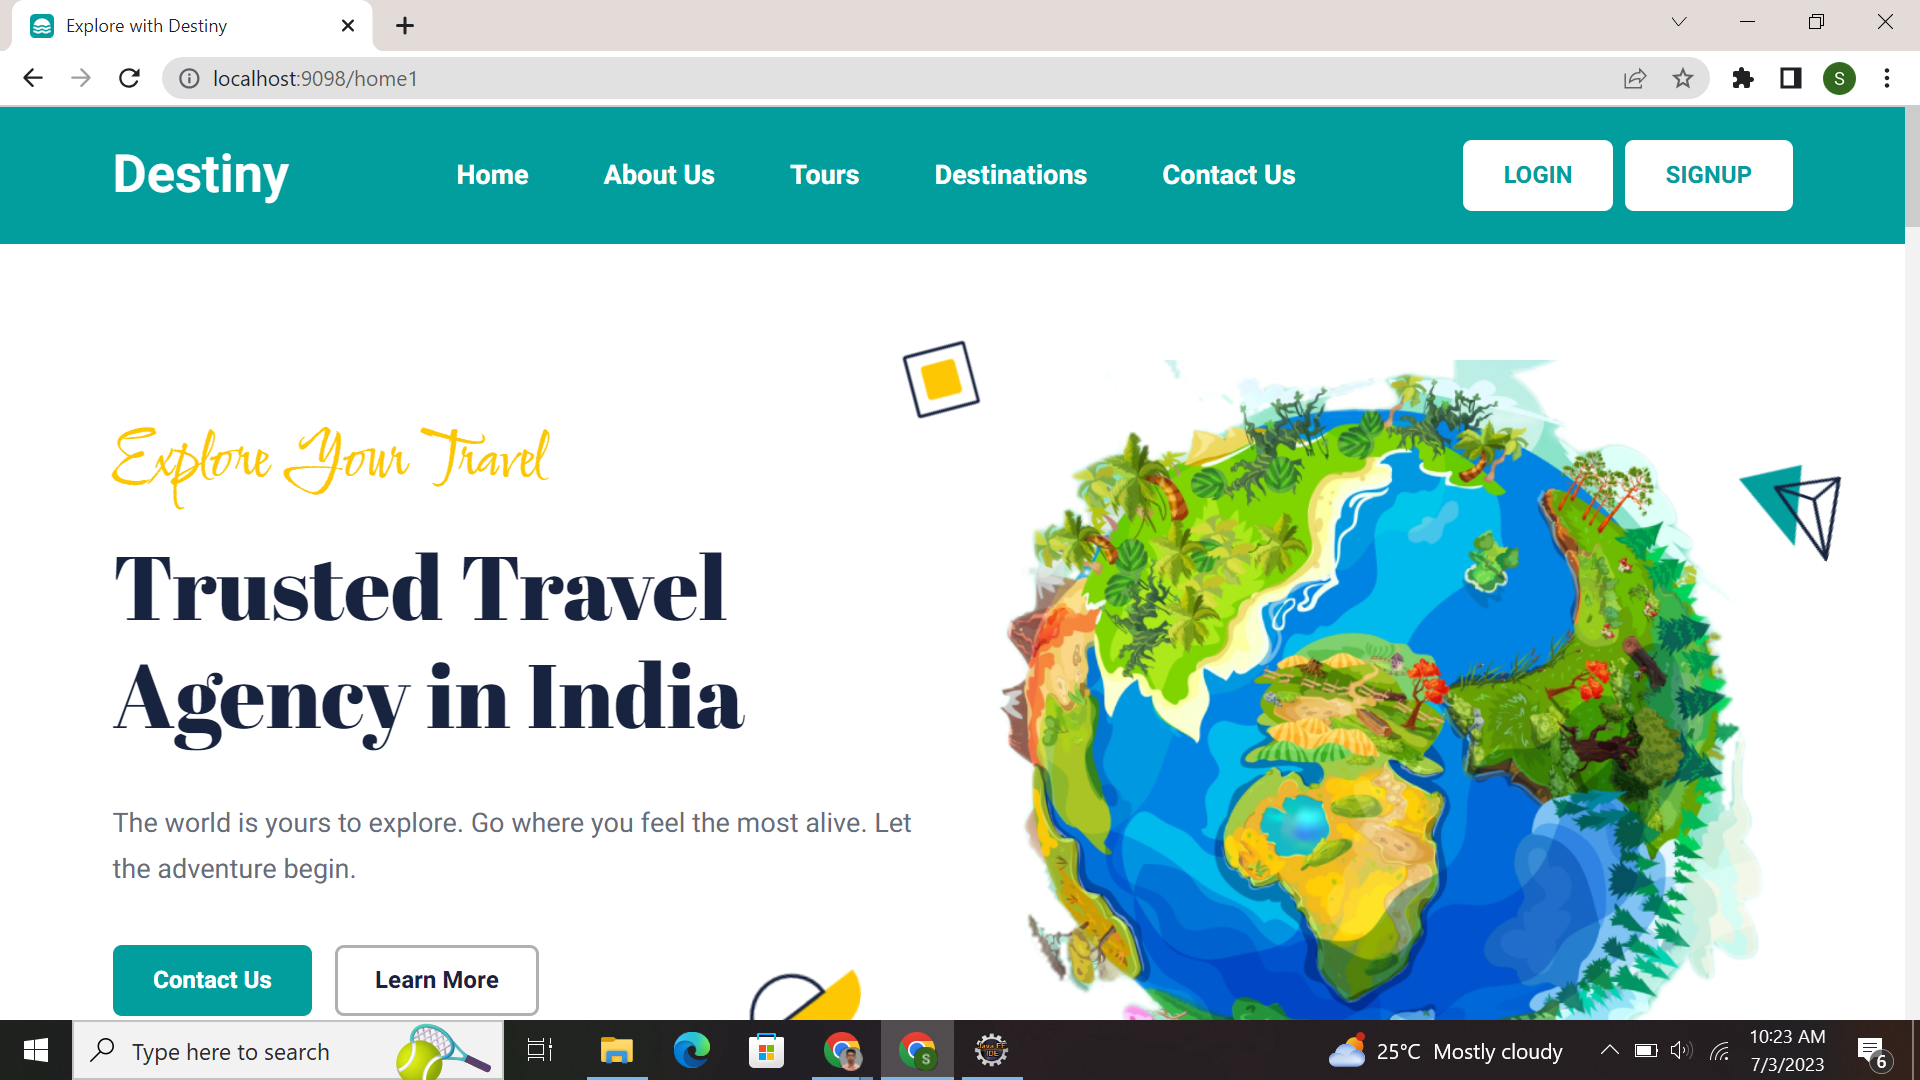 Explore with Destiny
localhost:9098/home1
S
Destiny
Home
About Us
Tours
Destinations
Contact Us
LOGIN
SIGNUP
Explore Your Travel
Trusted Travel
Agency in India
The world is yours to explore. Go where you feel the most alive. Let
the adventure begin.
Contact Us
Learn More
Type here to search
S
25°C Mostly cloudy
10:23 AM
7/3/2023
6